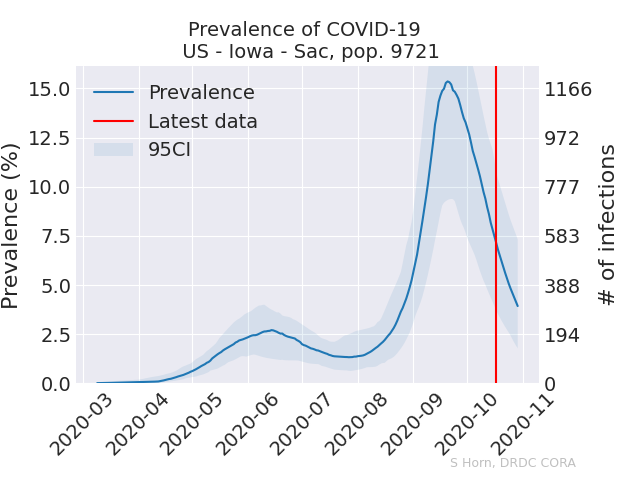 Prevalence of COVID-19
US - Iowa - Sac, pop. 9721
Prevalence (%)
15.0
12.5
10.0
7.5
5.0
2.5
0.0
Prevalence
Latest data
95CI
1166
972
777
583
388
194
0
# of infections
2020-03
2020-04
2020-05
2020-06
2020-07
2020-08
2020-09
2020-10
2020-11
S Horn, DRDC CORA